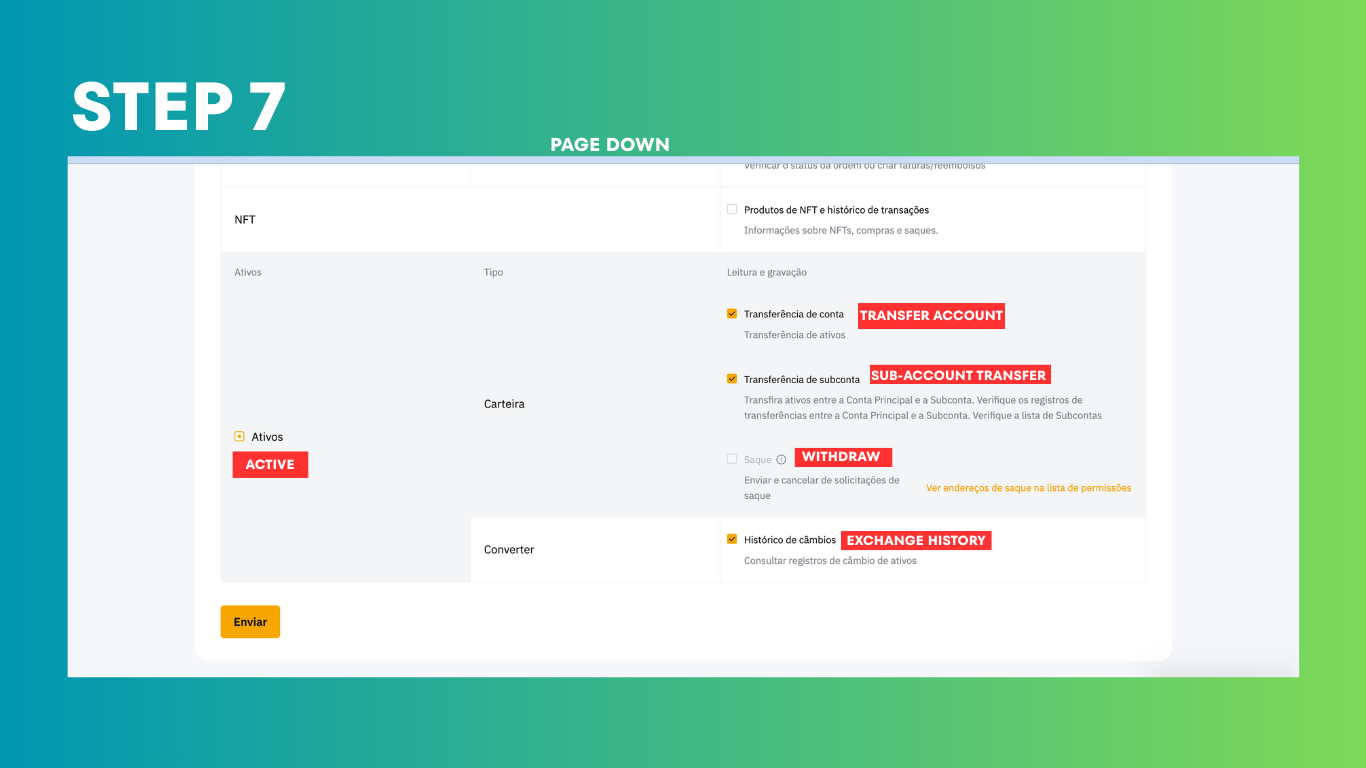 STEP 7
PAGE DOWN
Verificar o status da ordem ou criar faturas/reembolsos
NFT
Produtos de NFT e histórico de transações
Informações sobre NFTs, compras e saques.
Ativos
Tipo
Leitura e gravação
Transferência de conta
TRANSFER ACCOUNT
Transferência de ativos
Transferência de subconta
SUB-ACCOUNT TRANSFER
Transfira ativos entre a Conta Principal e a Subconta. Verifique os registros de
transferências entre a Conta Principal e a Subconta. Verifique a lista de Subcontas
Carteira
Ativos
ACTIVE
Saque
WITHDRAW
Enviar e cancelar de solicitações de
saque
Ver endereços de saque na lista de permissões
Converter
Histórico de câmbios
EXCHANGE HISTORY
Consultar registros de câmbio de ativos
Enviar